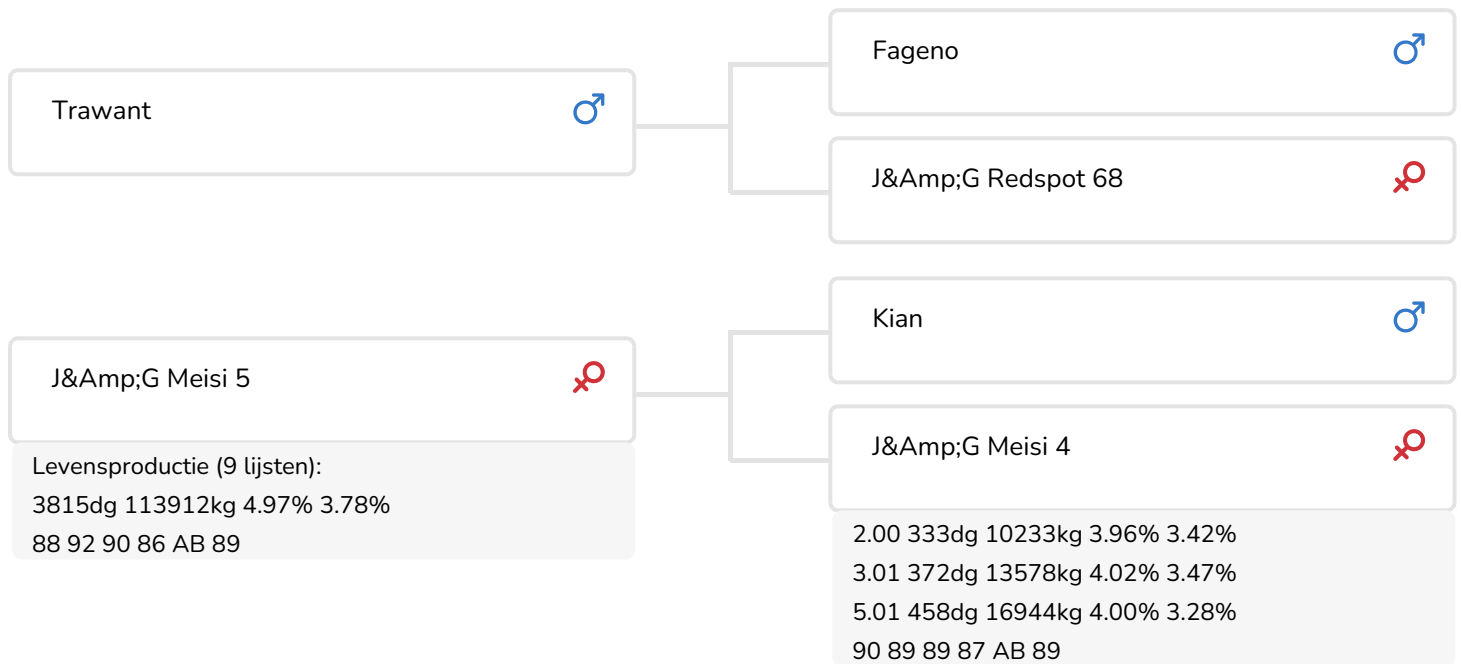 Trawant
J&Amp;G Meisi 5
Levensproductie (9 lijsten):
3815dg 113912kg 4.97% 3.78%
88 92 90 86 AB 89
Fageno
J&Amp;G Redspot 68
Kian
J&Amp;G Meisi 4
2.00 333dg 10233kg 3.96% 3.42%
3.01 372dg 13578kg 4.02% 3.47%
5.01 458dg 16944kg 4.00% 3.28%
90 89 89 87 AB 89